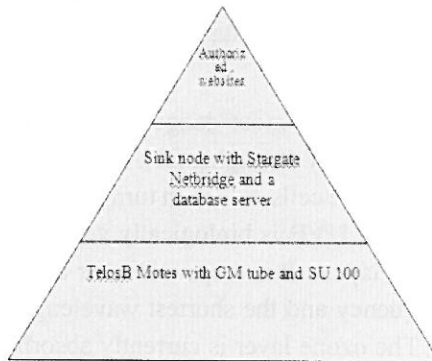 Authoriz
ed
websites
Sink node with Stargate
Netbridge and a
database server
TelosB Motes with GM tube and SU 100